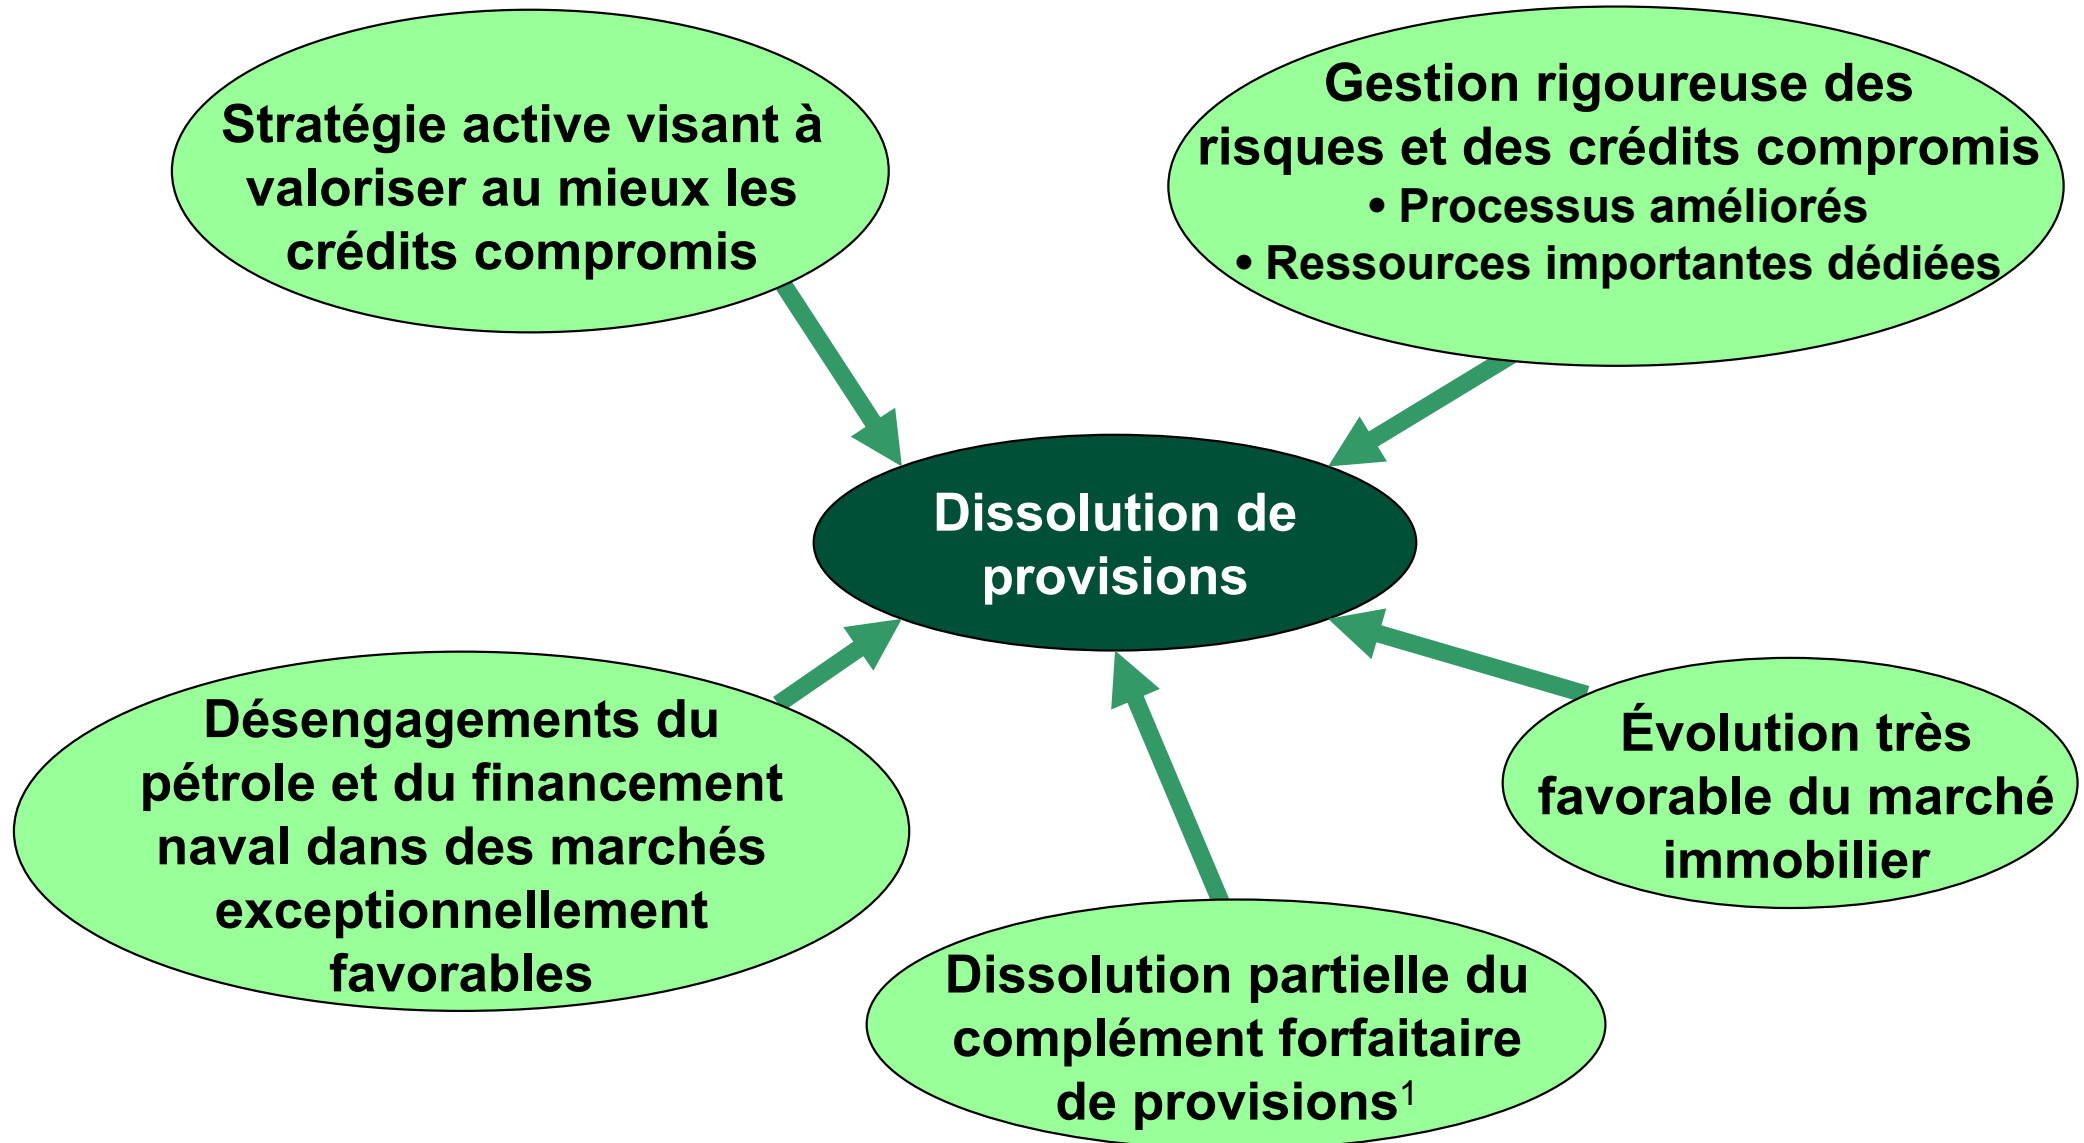 Stratégie active visant à
valoriser au mieux les
crédits compromis
Gestion rigoureuse des
risques et des crédits compromis
• Processus améliorés
• Ressources importantes dédiées
Dissolution de
provisions
Désengagements du
pétrole et du financement
naval dans des marchés
exceptionnellement
favorables
Dissolution partielle du
complément forfaitaire
de provisions¹
Évolution très
favorable du marché
immobilier